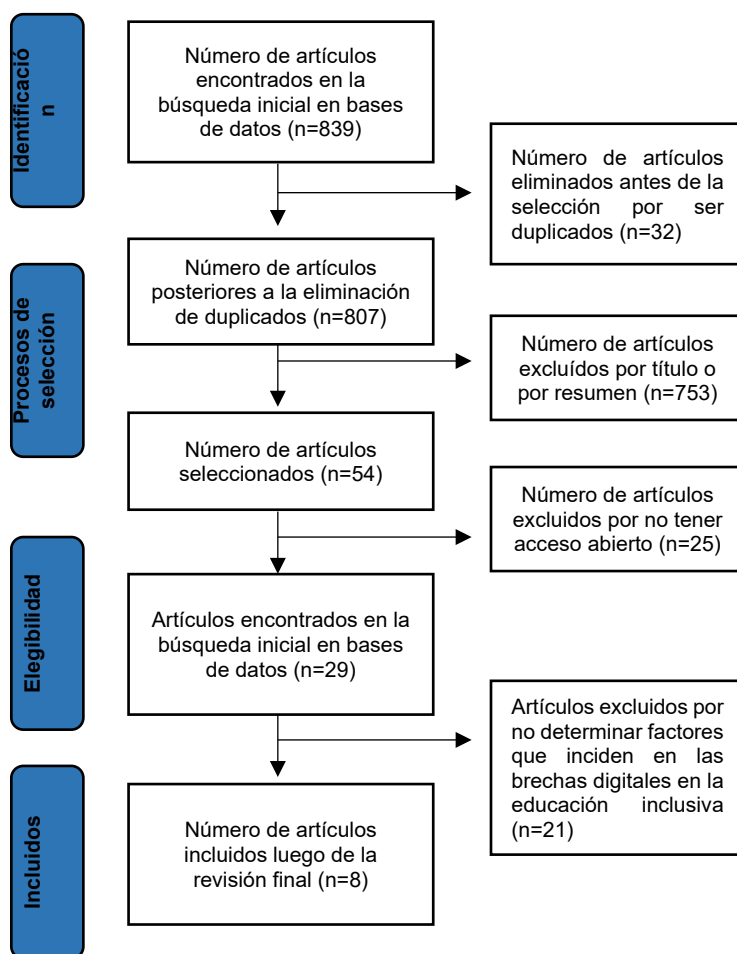 Identificació
n
Número de artículos
encontrados en la
búsqueda inicial en bases
de datos (n=839)
Número de artículos
eliminados antes de la
selección por ser
duplicados (n=32)
Procesos de
selección
Número de artículos
posteriores a la eliminación
de duplicados (n=807)
Número de artículos
excluídos por título o
por resumen (n=753)
Número de artículos
seleccionados (n=54)
Número de artículos
excluidos por no tener
acceso abierto (n=25)
Elegibilidad
Artículos encontrados en la
búsqueda inicial en bases
de datos (n=29)
Artículos excluidos por
no determinar factores
que inciden en las
brechas digitales en la
educación inclusiva
(n=21)
Incluidos
Número de artículos
incluidos luego de la
revisión final (n=8)